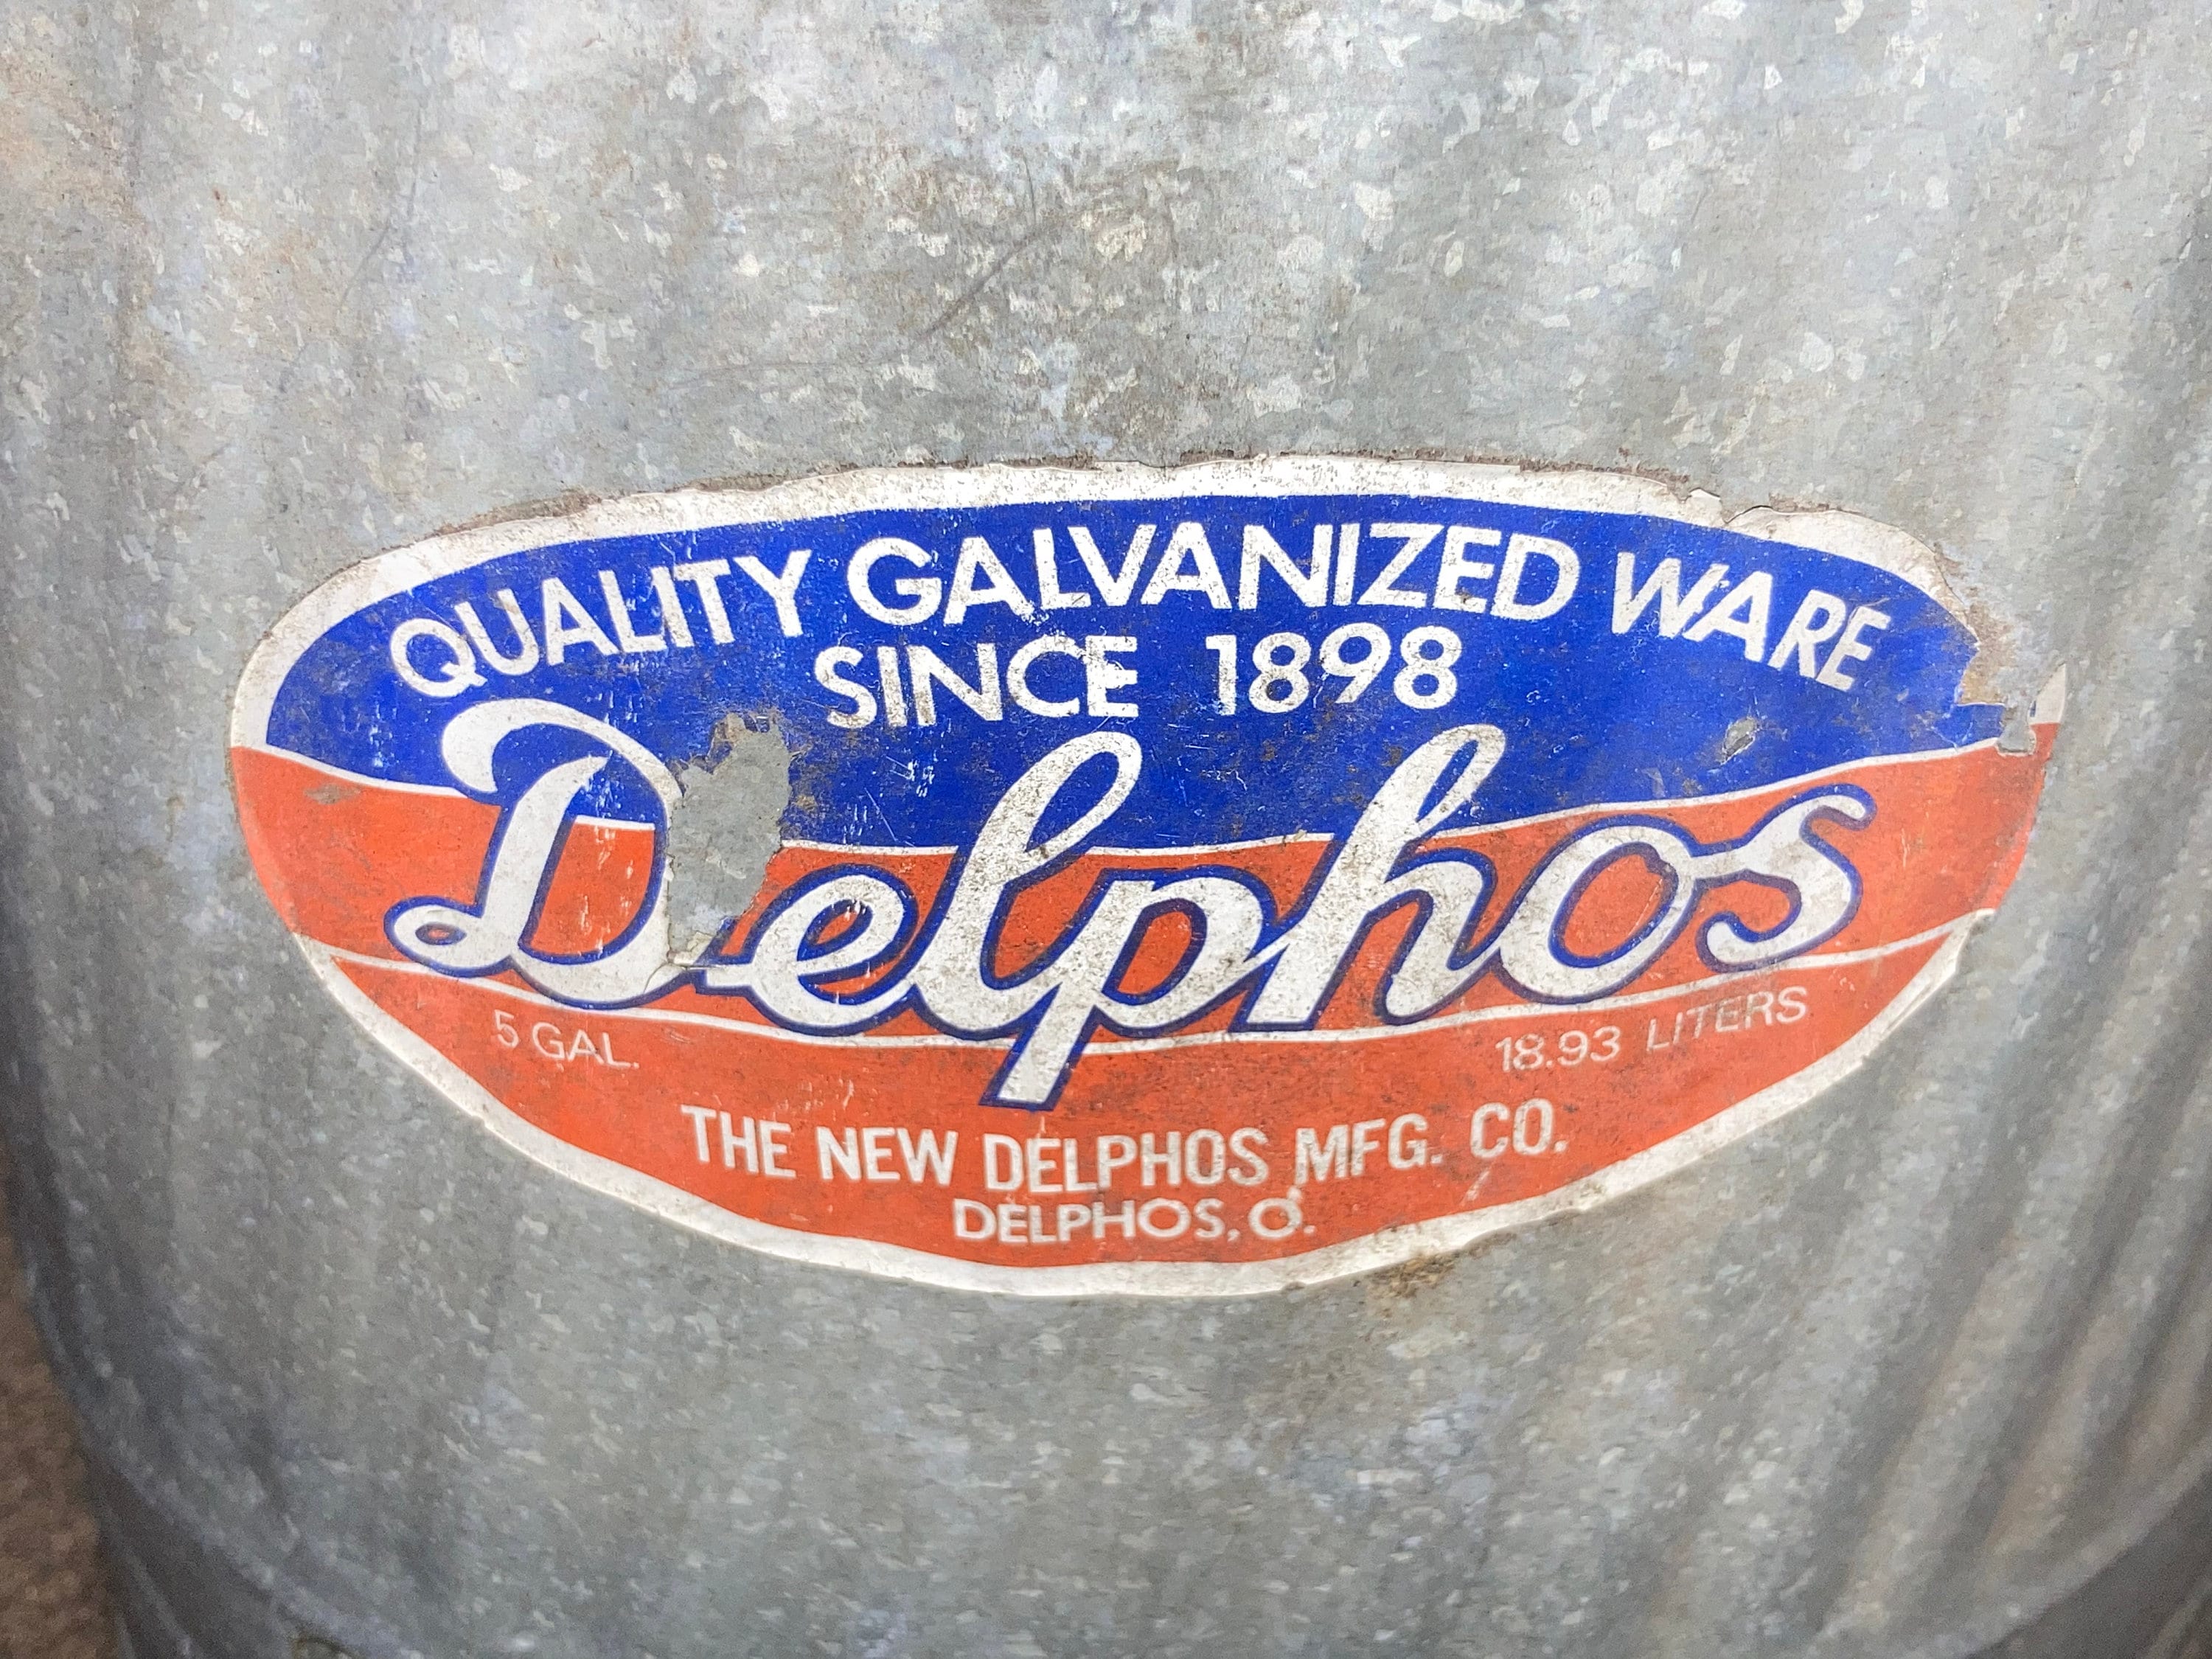 QUALITY GALVANIZED WARE
SINCE 1898
Delphos
5 GAL. 18.93 LITERS
THE NEW DELPHOS MFG. CO.
DELPHOS, O.